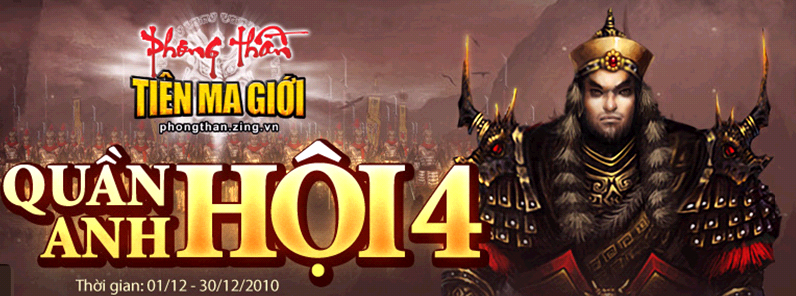 Phong thần
TIÊN MA GIỚI
phongthan.zing.vn
QUẦN
ANH
HỘI 4
Thời gian: 01/12 - 30/12/2010